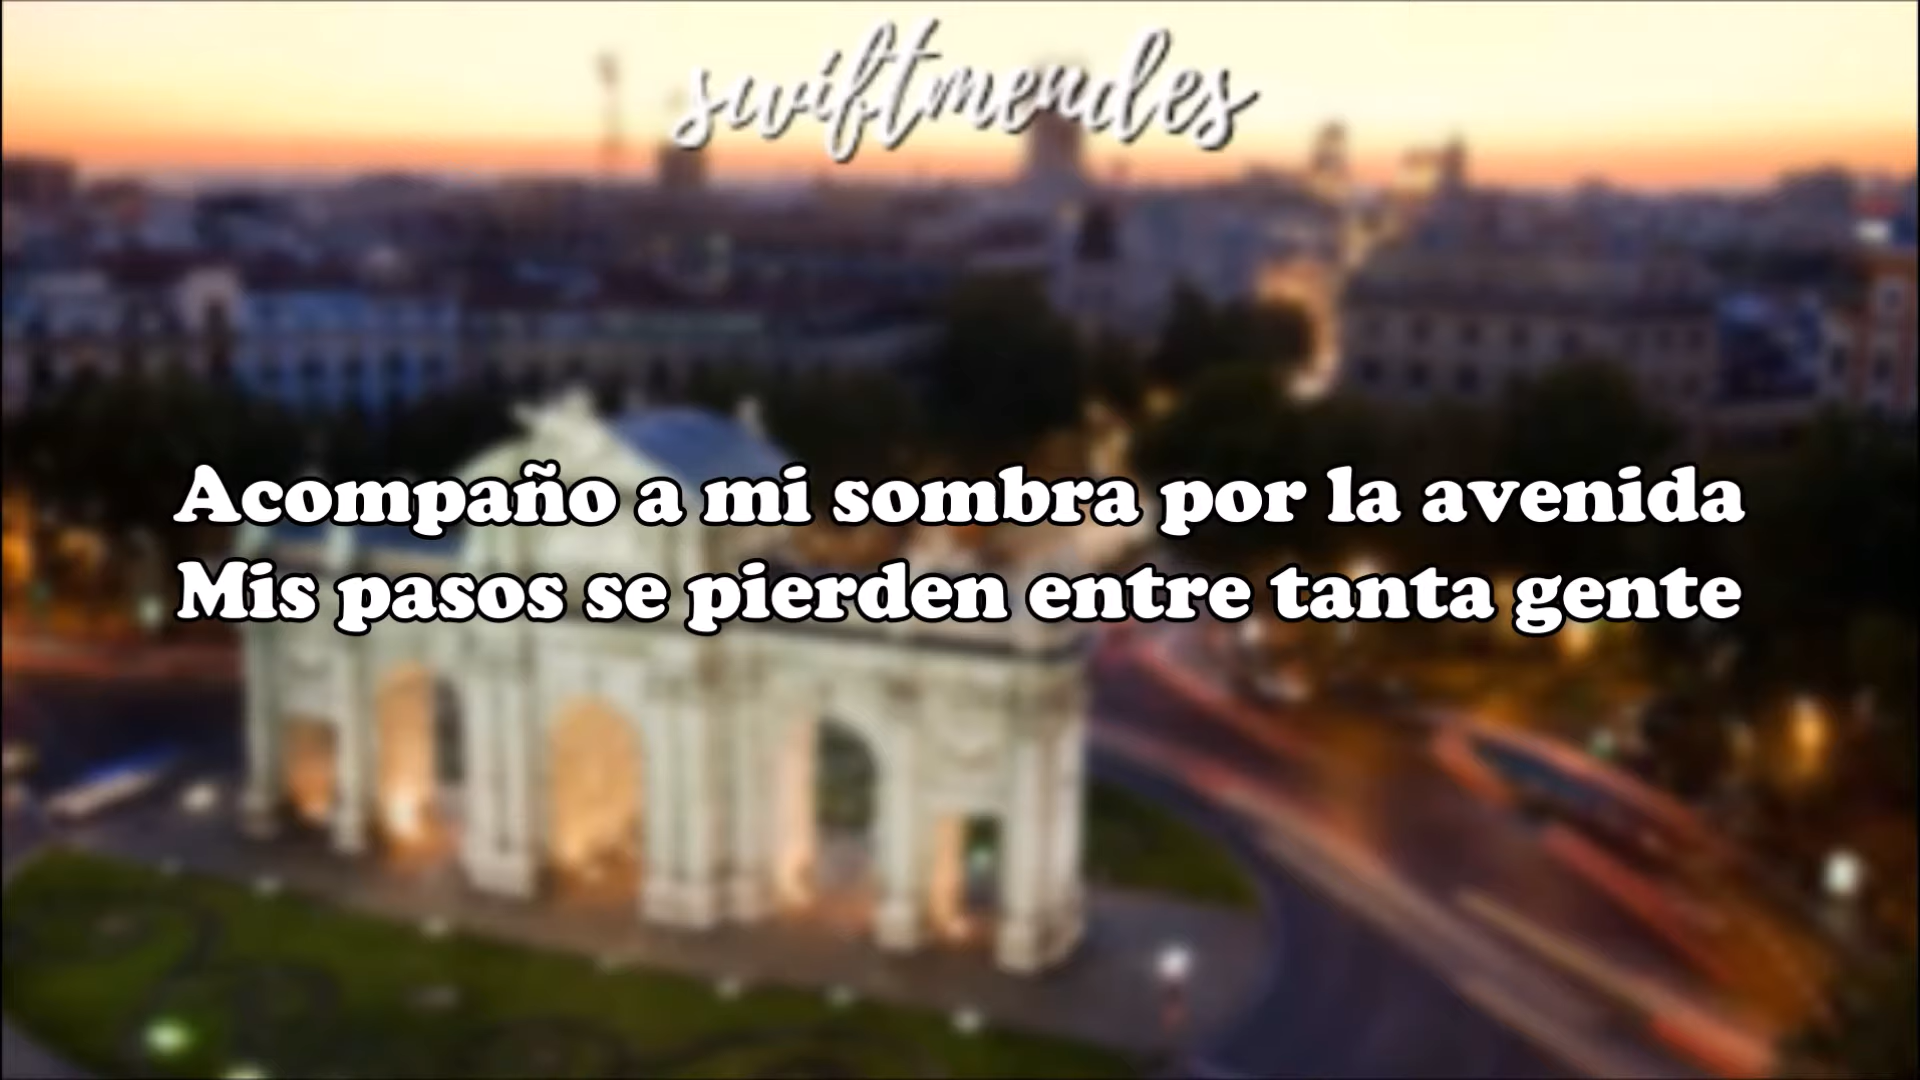 swiftmendes
Acompaño a mi sombra por la avenida
Mis pasos se pierden entre tanta gente